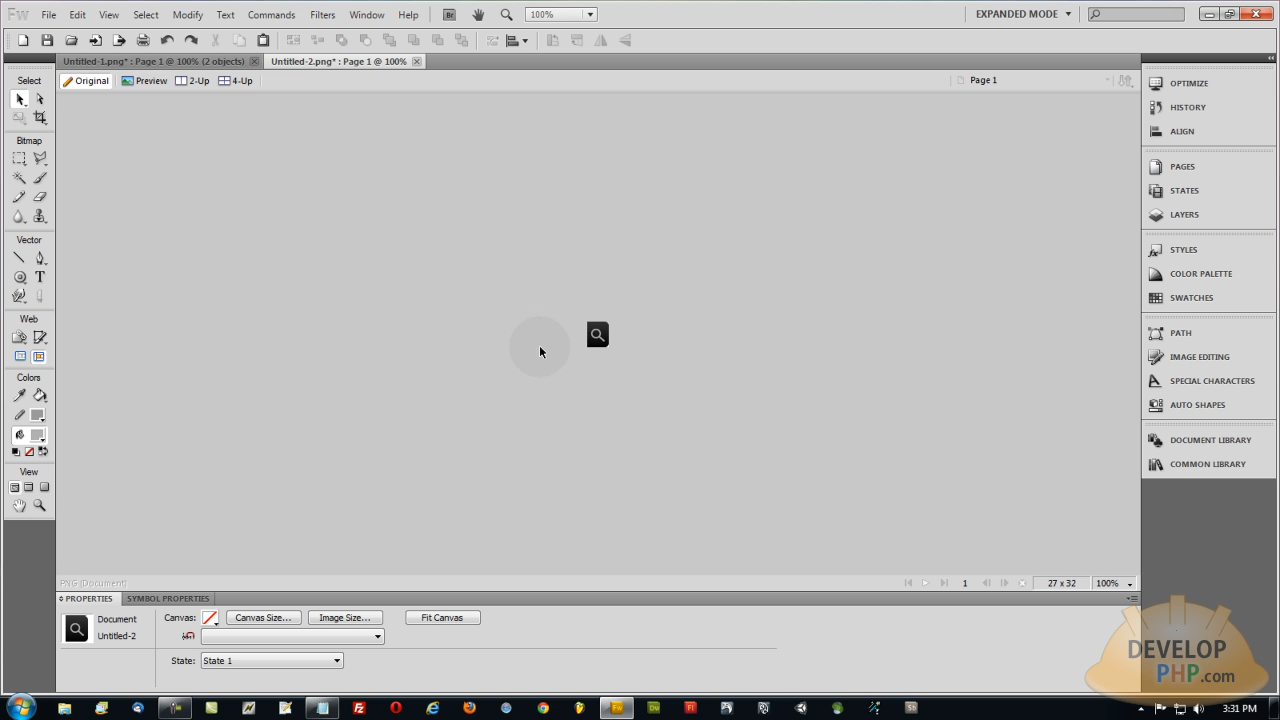 Fw File Edit View Select Modify Text Commands Filters Window Help Br 100% EXPANDED MODE
Untitled-1.png* : Page 1 @ 100% (2 objects) Untitled-2.png* : Page 1 @ 100%
Original Preview 2-Up 4-Up Page 1
Select
Bitmap
Vector
T
Web
Colors
View
OPTIMIZE
HISTORY
ALIGN
PAGES
STATES
LAYERS
STYLES
COLOR PALETTE
SWATCHES
PATH
IMAGE EDITING
SPECIAL CHARACTERS
AUTO SHAPES
DOCUMENT LIBRARY
COMMON LIBRARY
PNG (Document) 1 27 x 32 100%
PROPERTIES SYMBOL PROPERTIES
Document Canvas: Canvas Size... Image Size... Fit Canvas
Untitled-2
State: State 1
DEVELOP
PHP.com
3:31 PM